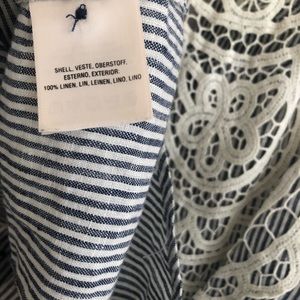 SHELL, VESTE, OBERSTOFF.
ESTERNO, EXTERIOR:
100% LINEN, LIN, LEINEN, LINO, LINO